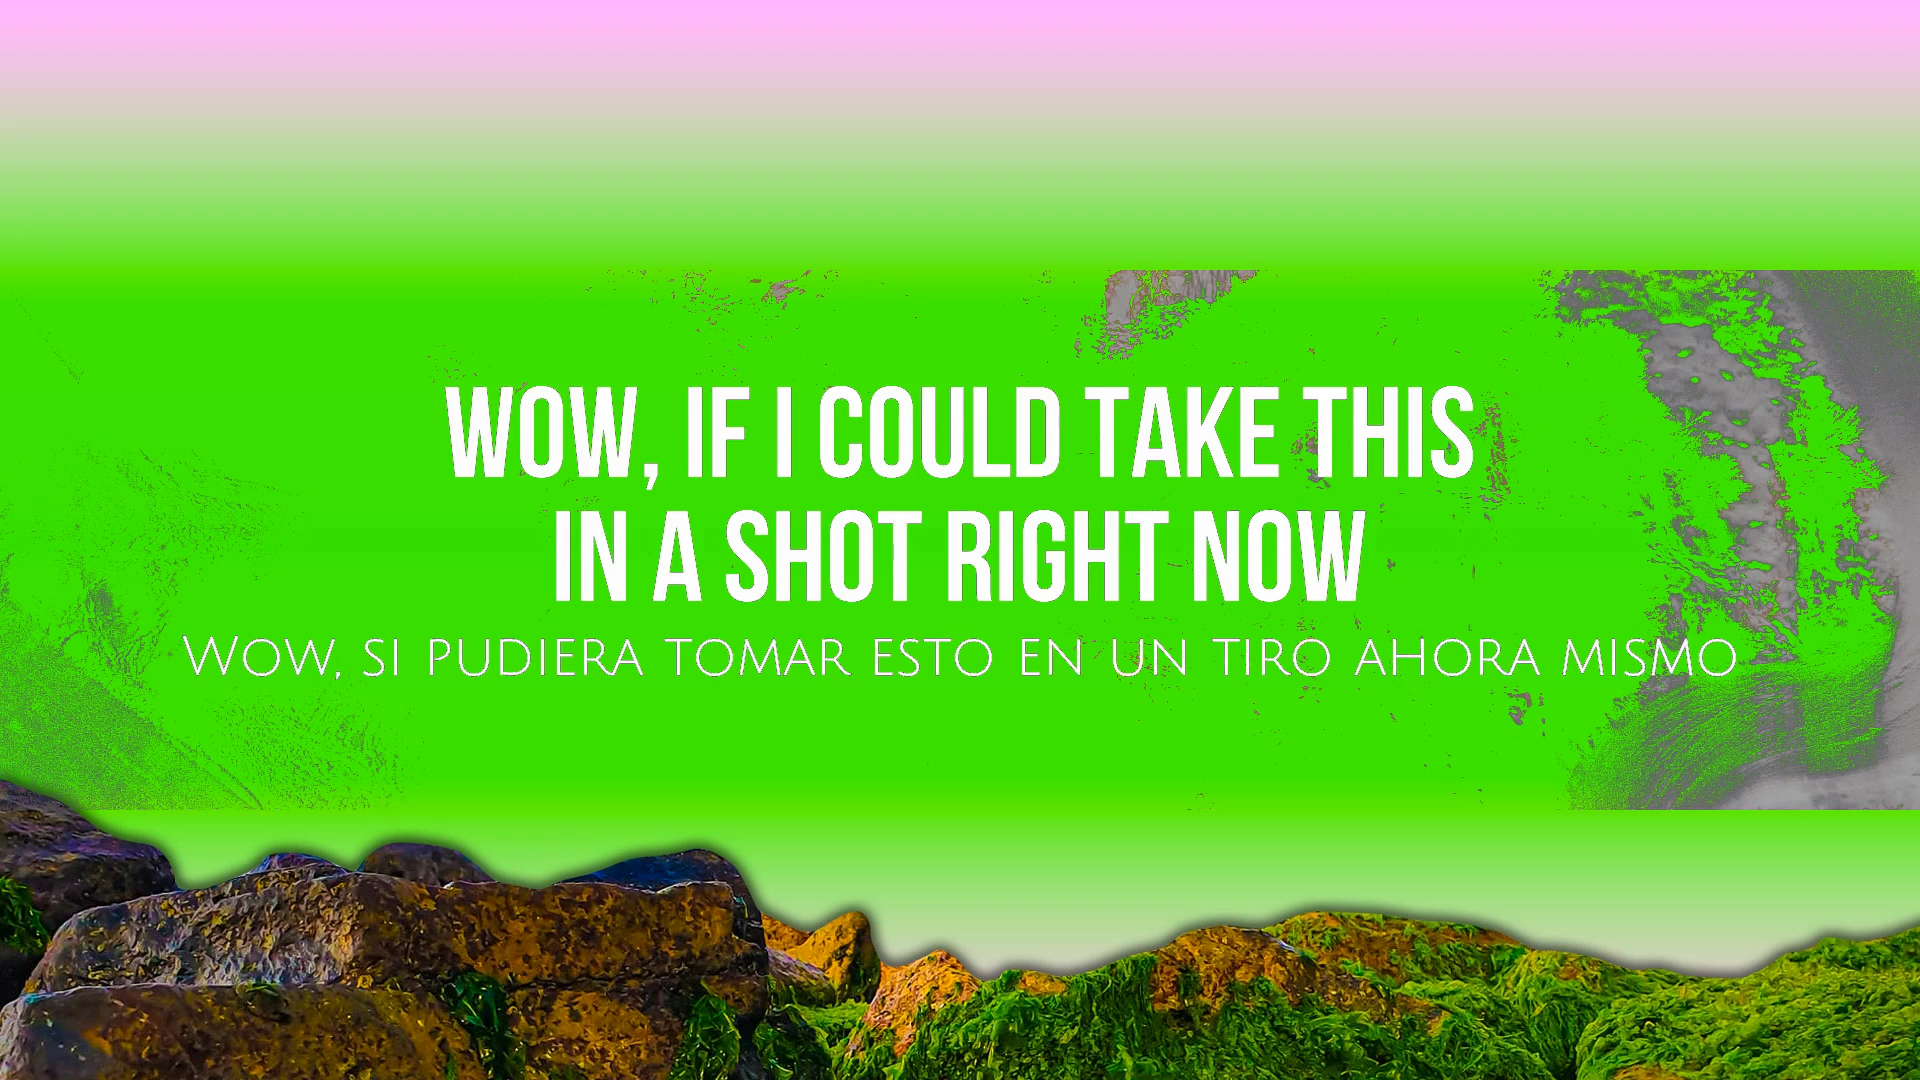 WOW, IF I COULD TAKE THIS
IN A SHOT RIGHT NOW
Wow, si pudiera tomar esto en un tiro ahora mismo